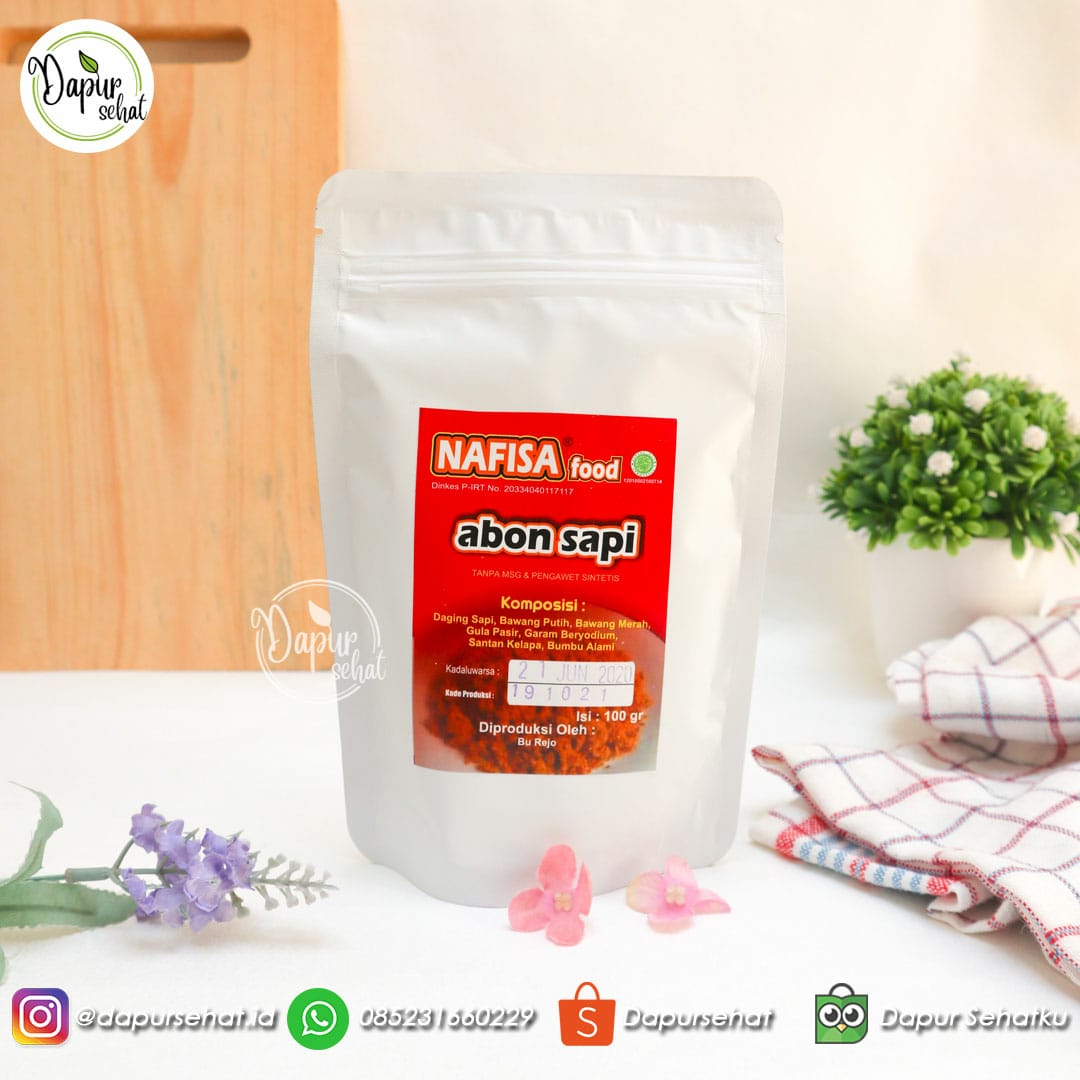 Dapur
sehat
NAFISA® food
Dinkes P-IRT No. 20334040117117
abon sapi
TANPA MSG & PENGAWET SINTETIS
Komposisi :
Daging Sapi, Bawang Putih, Bawang Merah,
Gula Pasir, Garam Beryodium,
Santan Kelapa, Bumbu Alami
Kadaluwarsa : 21 JUN 2020
Kode Produksi : 191021
Isi : 100 gr
Diproduksi Oleh :
Bu Rejo
Dapur
sehat
@dapursehat.id 085231660229 Dapursehat Dapur Sehatku